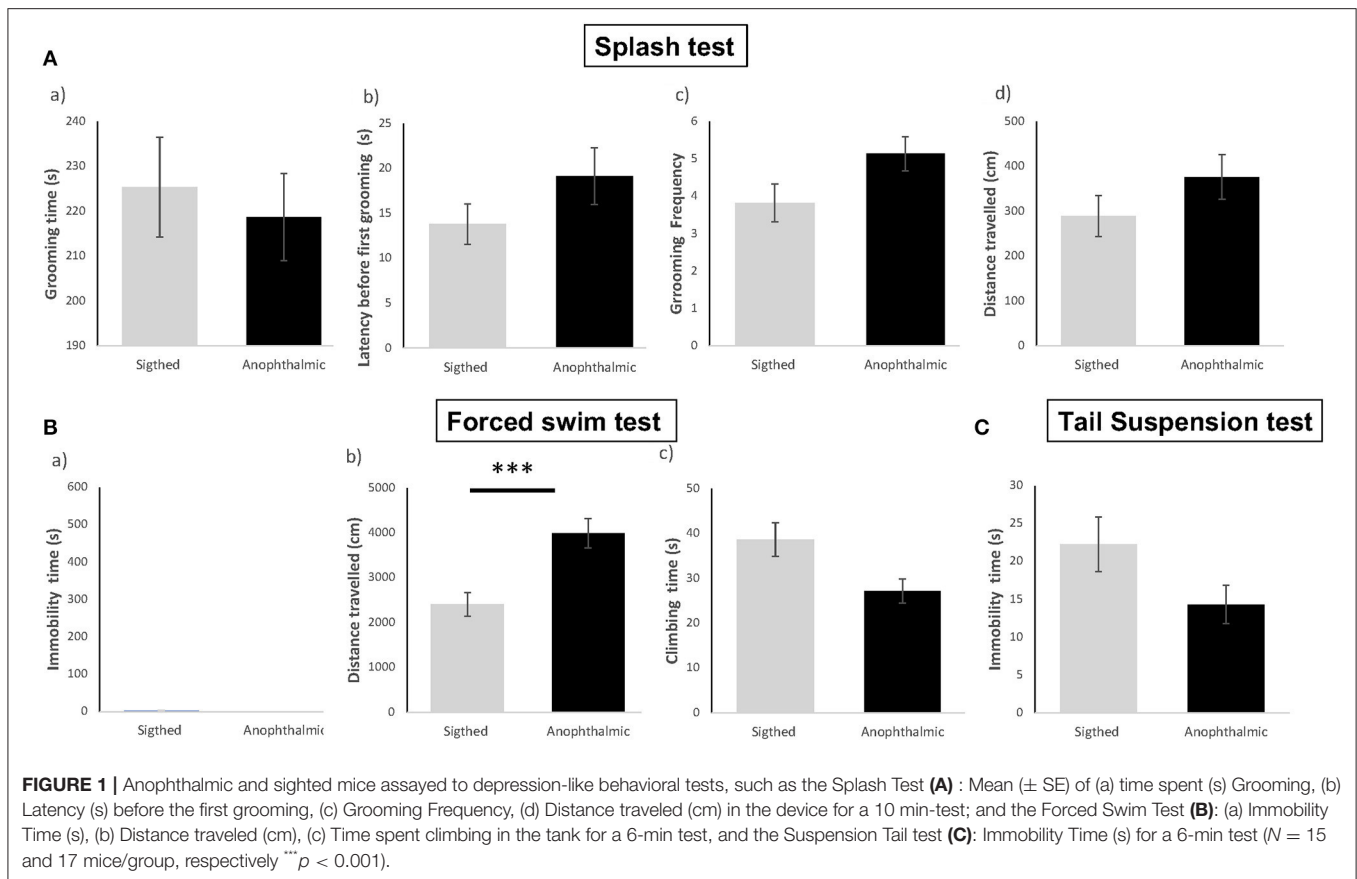 Splash test
A
a)
b)
c)
d)
Grooming time (s)
240
230
220
210
200
190
Sigthed
Anophthalmic
Latency before first grooming (s)
25
20
15
10
5
0
Sigthed
Anophthalmic
Grrooming Frequency
6
5
4
3
2
1
0
Sigthed
Anophthalmic
Distance travelled (cm)
500
400
300
200
100
0
Sigthed
Anophthalmic
B
Forced swim test
a)
b)
c)
Immobility time (s)
600
500
400
300
200
100
0
Sigthed
Anophthalmic
***
Distance travelled (cm)
5000
4000
3000
2000
1000
0
Sigthed
Anophthalmic
Climbing time (s)
50
40
30
20
10
0
Sigthed
Anophthalmic
C
Tail Suspension test
Immobility time (s)
30
25
20
15
10
5
0
Sigthed
Anophthalmic
FIGURE 1 | Anophthalmic and sighted mice assayed to depression-like behavioral tests, such as the Splash Test (A) : Mean (± SE) of (a) time spent (s) Grooming, (b)
Latency (s) before the first grooming, (c) Grooming Frequency, (d) Distance traveled (cm) in the device for a 10 min-test; and the Forced Swim Test (B): (a) Immobility
Time (s), (b) Distance traveled (cm), (c) Time spent climbing in the tank for a 6-min test, and the Suspension Tail test (C): Immobility Time (s) for a 6-min test (N = 15
and 17 mice/group, respectively ***p < 0.001).